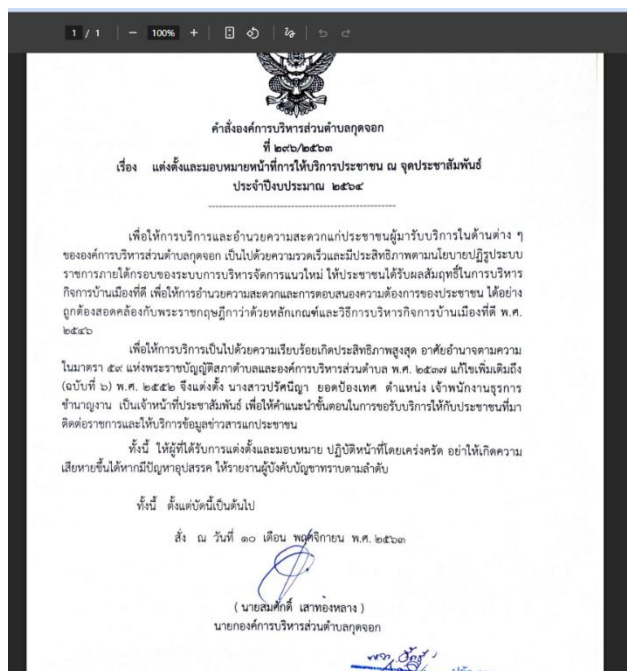 1 / 1 - 100% +
คำสั่งองค์การบริหารส่วนตำบลกุดจอก
ที่ ๒๙๖/๒๕๖๓
เรื่อง แต่งตั้งและมอบหมายหน้าที่การให้บริการประชาชน ณ จุดประชาสัมพันธ์
ประจำปีงบประมาณ ๒๕๖๔
เพื่อให้การบริการและอำนวยความสะดวกแก่ประชาชนผู้มารับบริการในด้านต่าง ๆ
ขององค์การบริหารส่วนตำบลกุดจอก เป็นไปด้วยความรวดเร็วและมีประสิทธิภาพตามนโยบายปฏิรูประบบ
ราชการภายใต้กรอบของระบบการบริหารจัดการแนวใหม่ ให้ประชาชนได้รับผลสัมฤทธิ์ในการบริหาร
กิจการบ้านเมืองที่ดี เพื่อให้การอำนวยความสะดวกและการตอบสนองความต้องการของประชาชน ได้อย่าง
ถูกต้องสอดคล้องกับพระราชกฤษฎีกาว่าด้วยหลักเกณฑ์และวิธีการบริหารกิจการบ้านเมืองที่ดี พ.ศ.
๒๕๔๖
เพื่อให้การบริการเป็นไปด้วยความเรียบร้อยเกิดประสิทธิภาพสูงสุด อาศัยอำนาจตามความ
ในมาตรา ๕๙ แห่งพระราชบัญญัติสภาตำบลและองค์การบริหารส่วนตำบล พ.ศ. ๒๕๓๗ แก้ไขเพิ่มเติมถึง
(ฉบับที่ ๖) พ.ศ. ๒๕๕๒ จึงแต่งตั้ง นางสาวปรัศนีญา ยอดป้องเทศ ตำแหน่ง เจ้าพนักงานธุรการ
ชำนาญงาน เป็นเจ้าหน้าที่ประชาสัมพันธ์ เพื่อให้คำแนะนำขั้นตอนในการขอรับบริการให้กับประชาชนที่มา
ติดต่อราชการและให้บริการข้อมูลข่าวสารแก่ประชาชน
ทั้งนี้ ให้ผู้ที่ได้รับการแต่งตั้งและมอบหมาย ปฏิบัติหน้าที่โดยเคร่งครัด อย่าให้เกิดความ
เสียหายขึ้นได้หากมีปัญหาอุปสรรค ให้รายงานผู้บังคับบัญชาทราบตามลำดับ
ทั้งนี้ ตั้งแต่บัดนี้เป็นต้นไป
สั่ง ณ วันที่ ๑๐ เดือน พฤศจิกายน พ.ศ. ๒๕๖๓
( นายสมศักดิ์ เสาทองหลาง )
นายกองค์การบริหารส่วนตำบลกุดจอก